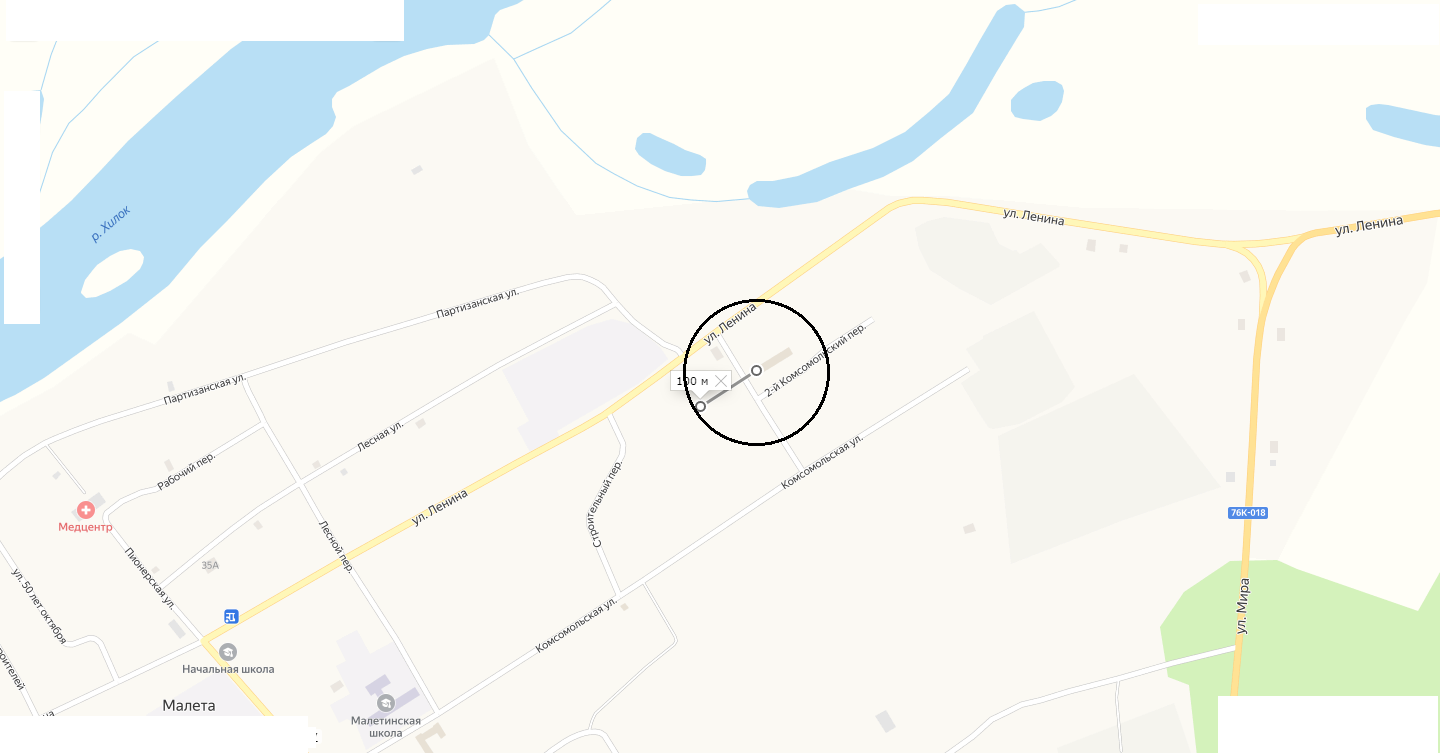 р. Хилок
ул. Ленина
ул. Ленина
Партизанская ул.
ул. Ленина
2-й Комсомольский пер.
100 м
Партизанская ул.
Лесная ул.
Комсомольская ул.
Рабочий пер.
ул. Ленина
Строительный пер.
Медцентр
76К-018
Лесной пер.
35А
Пионерская ул.
ул. 50 лет октября
ул. Мира
Комсомольская ул.
Начальная школа
роителей
Малета
на
Малетинская
школа